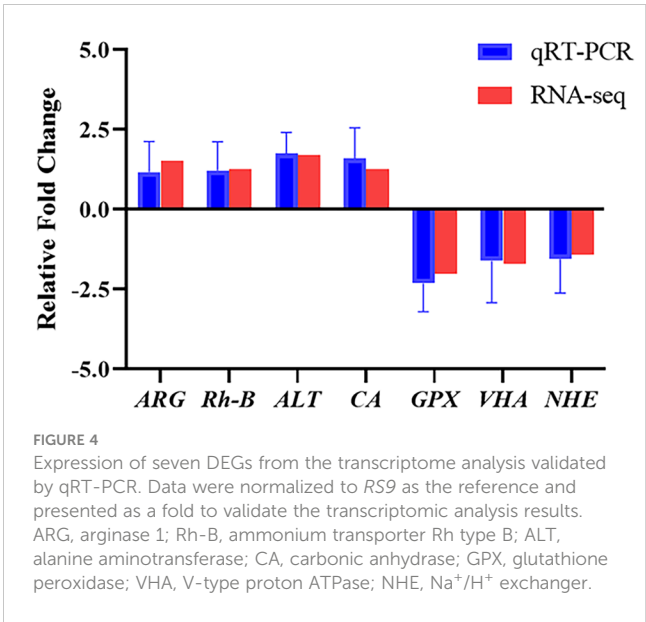 5.0
2.5
0.0
-2.5
-5.0
Relative Fold Change
qRT-PCR
RNA-seq
ARG Rh-B ALT CA GPX VHA NHE
FIGURE 4
Expression of seven DEGs from the transcriptome analysis validated
by qRT-PCR. Data were normalized to RS9 as the reference and
presented as a fold to validate the transcriptomic analysis results.
ARG, arginase 1; Rh-B, ammonium transporter Rh type B; ALT,
alanine aminotransferase; CA, carbonic anhydrase; GPX, glutathione
peroxidase; VHA, V-type proton ATPase; NHE, Na⁺/H⁺ exchanger.